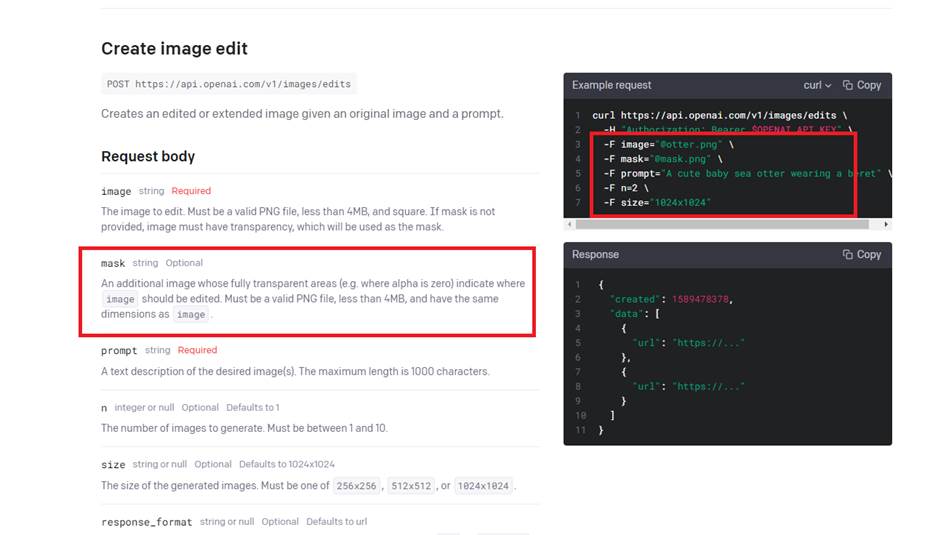 Create image edit
POST https://api.openai.com/v1/images/edits
Creates an edited or extended image given an original image and a prompt.
Request body
image string Required
The image to edit. Must be a valid PNG file, less than 4MB, and square. If mask is not
provided, image must have transparency, which will be used as the mask.
mask string Optional
An additional image whose fully transparent areas (e.g. where alpha is zero) indicate where
image should be edited. Must be a valid PNG file, less than 4MB, and have the same
dimensions as image .
prompt string Required
A text description of the desired image(s). The maximum length is 1000 characters.
n integer or null Optional Defaults to 1
The number of images to generate. Must be between 1 and 10.
size string or null Optional Defaults to 1024x1024
The size of the generated images. Must be one of 256x256 , 512x512 , or 1024x1024 .
response_format string or null Optional Defaults to url
Example request curl Copy
1 curl https://api.openai.com/v1/images/edits \
2 -H "Authorization: Bearer $OPENAI_API_KEY" \
3 -F image="@otter.png" \
4 -F mask="@mask.png" \
5 -F prompt="A cute baby sea otter wearing a beret" \
6 -F n=2 \
7 -F size="1024x1024"
Response Copy
1 {
2 "created": 1589478378,
3 "data": [
4 {
5 "url": "https://..."
6 },
7 {
8 "url": "https://..."
9 }
10 ]
11 }